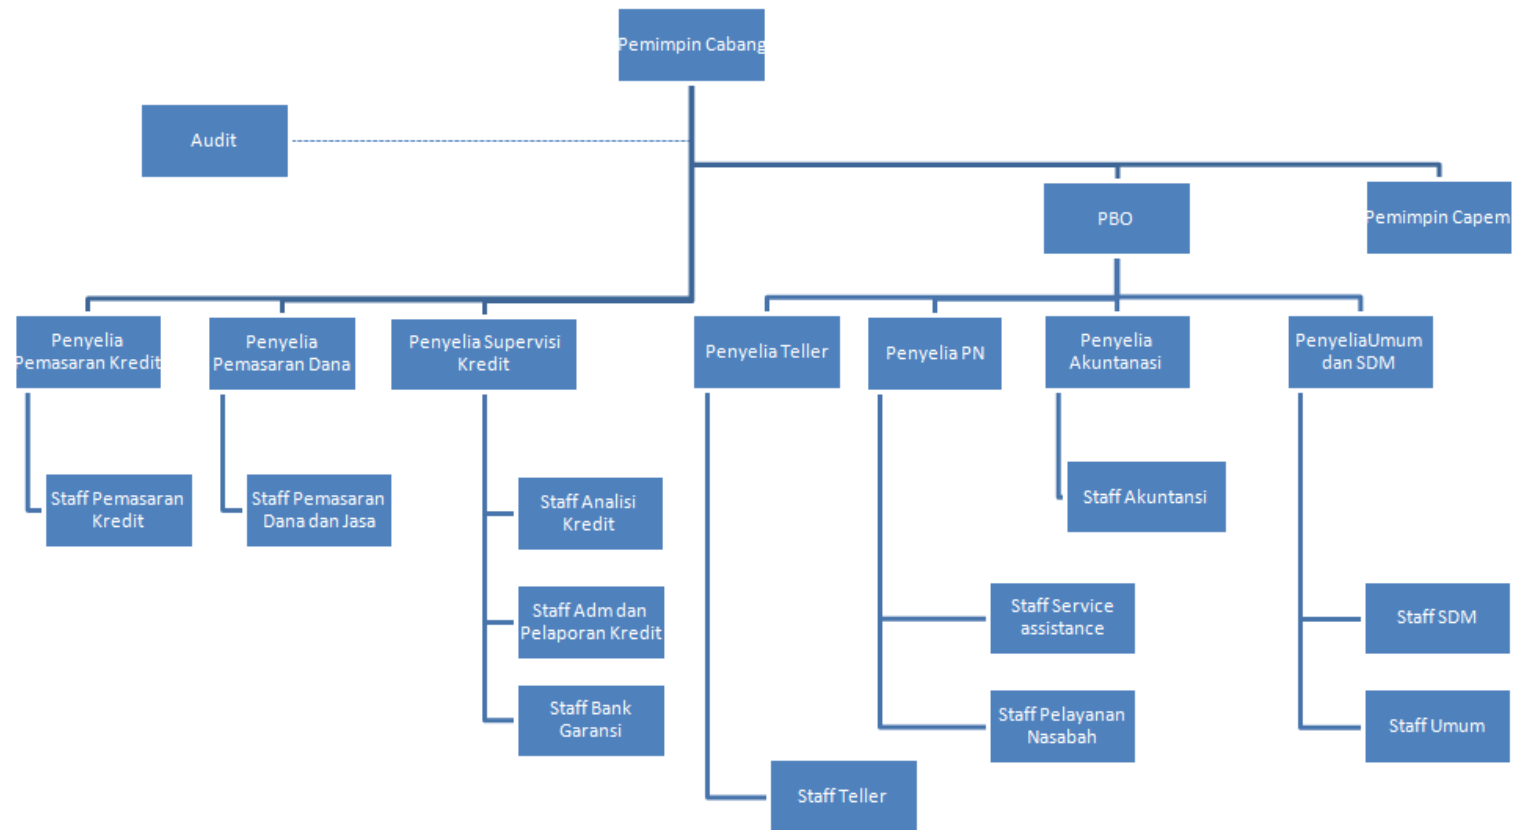 Pemimpin Cabang
Audit
PBO
Pemimpin Capem
Penyelia
Pemasaran Kredit
Penyelia
Pemasaran Dana
Penyelia Supervisi
Kredit
Penyelia Teller
Penyelia PN
Penyelia
Akuntanasi
PenyeliaUmum
dan SDM
Staff Pemasaran
Kredit
Staff Pemasaran
Dana dan Jasa
Staff Analisi
Kredit
Staff Akuntansi
Staff Adm dan
Pelaporan Kredit
Staff Service
assistance
Staff SDM
Staff Bank
Garansi
Staff Pelayanan
Nasabah
Staff Umum
Staff Teller